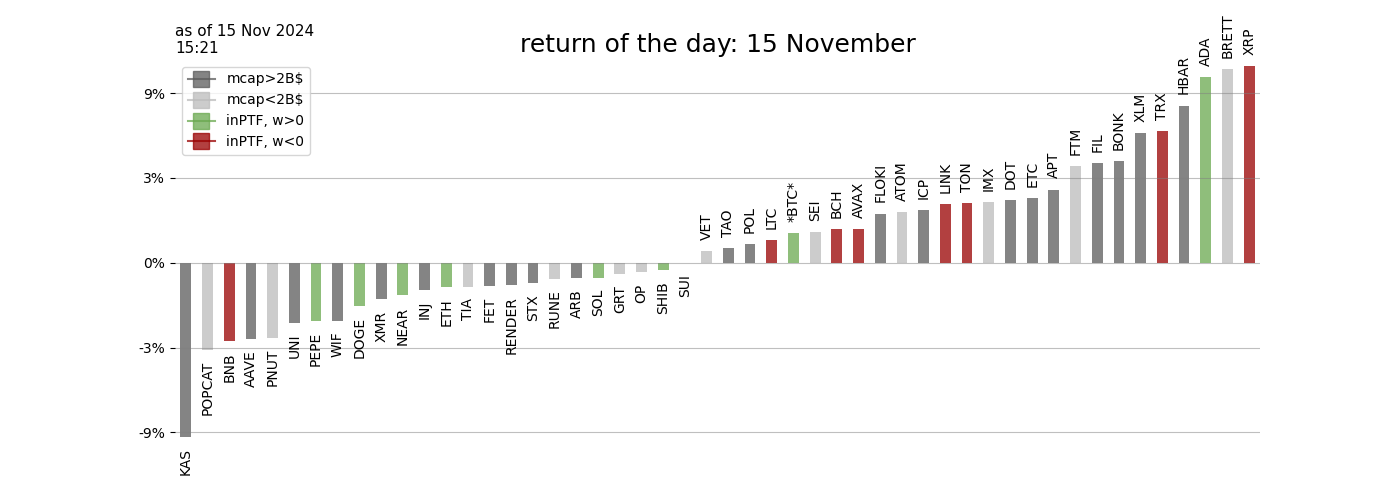 as of 15 Nov 2024
15:21
return of the day: 15 November
mcap>2B$
mcap<2B$
inPTF, w>0
inPTF, w<0
9%
3%
0%
-3%
-9%
KAS
POPCAT
BNB
AAVE
PNUT
UNI
PEPE
WIF
DOGE
XMR
NEAR
INJ
ETH
TIA
FET
RENDER
STX
RUNE
ARB
SOL
GRT
OP
SHIB
SUI
VET
TAO
POL
LTC
*BTC*
SEI
BCH
AVAX
FLOKI
ATOM
ICP
LINK
TON
IMX
DOT
ETC
APT
FTM
FIL
BONK
XLM
TRX
HBAR
ADA
BRETT
XRP